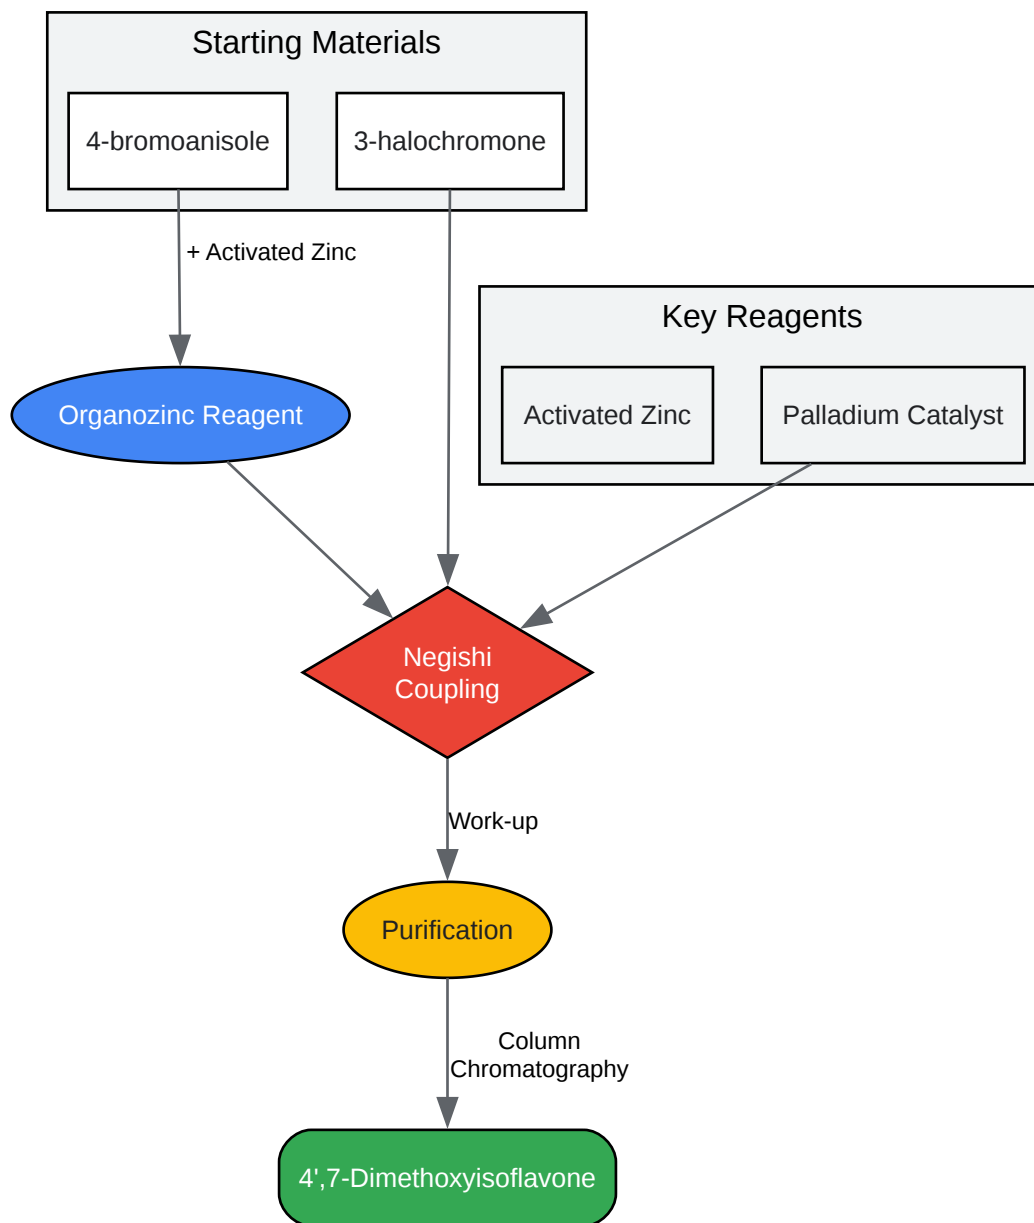 Starting Materials
4-bromoanisole
3-halochromone
+ Activated Zinc
Key Reagents
Organozinc Reagent
Activated Zinc
Palladium Catalyst
Negishi
Coupling
Work-up
Purification
Column
Chromatography
4',7-Dimethoxyisoflavone